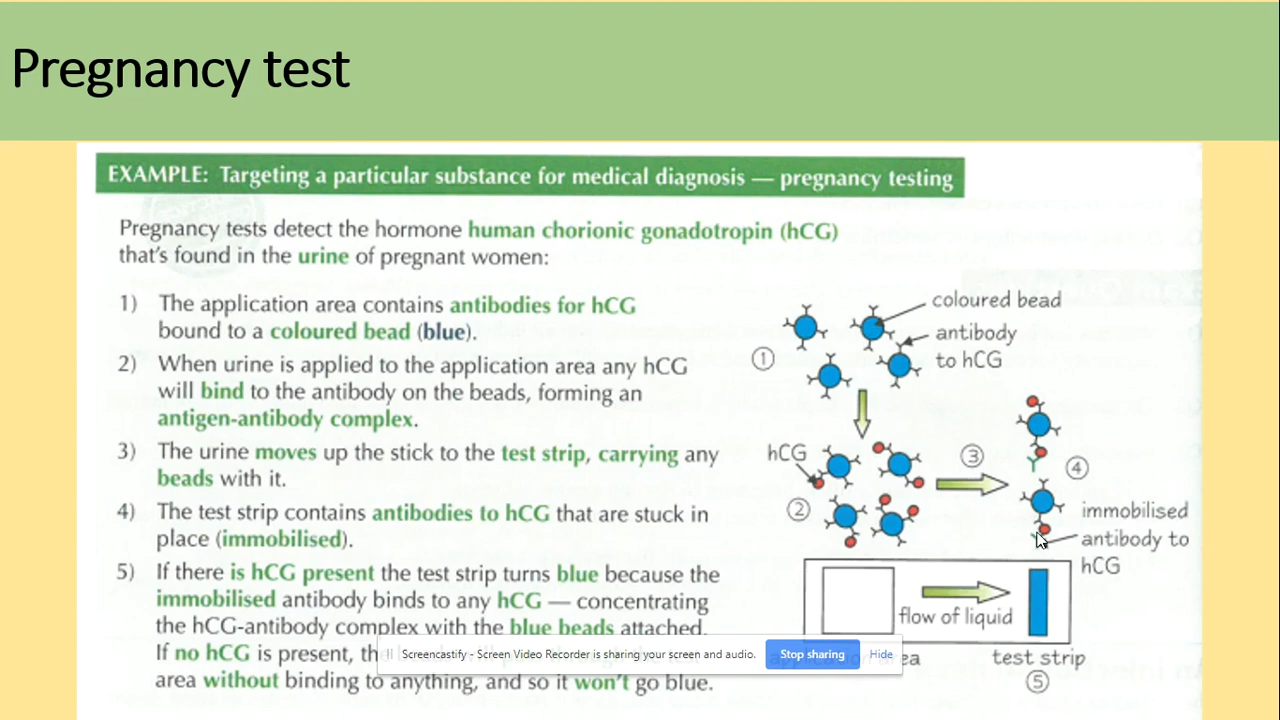 Pregnancy test
EXAMPLE: Targeting a particular substance for medical diagnosis — pregnancy testing
Pregnancy tests detect the hormone human chorionic gonadotropin (hCG)
that's found in the urine of pregnant women:
1) The application area contains antibodies for hCG
bound to a coloured bead (blue).
2) When urine is applied to the application area any hCG
will bind to the antibody on the beads, forming an
antigen-antibody complex.
3) The urine moves up the stick to the test strip, carrying any
beads with it.
4) The test strip contains antibodies to hCG that are stuck in
place (immobilised).
5) If there is hCG present the test strip turns blue because the
immobilised antibody binds to any hCG — concentrating
the hCG-antibody complex with the blue beads attached.
If no hCG is present, the
area without binding to anything, and so it won't go blue.
coloured bead
antibody
to hCG
①
hCG
②
③
④
immobilised
antibody to
hCG
flow of liquid
application area
test strip
⑤
Screencastify - Screen Video Recorder is sharing your screen and audio.
Stop sharing
Hide